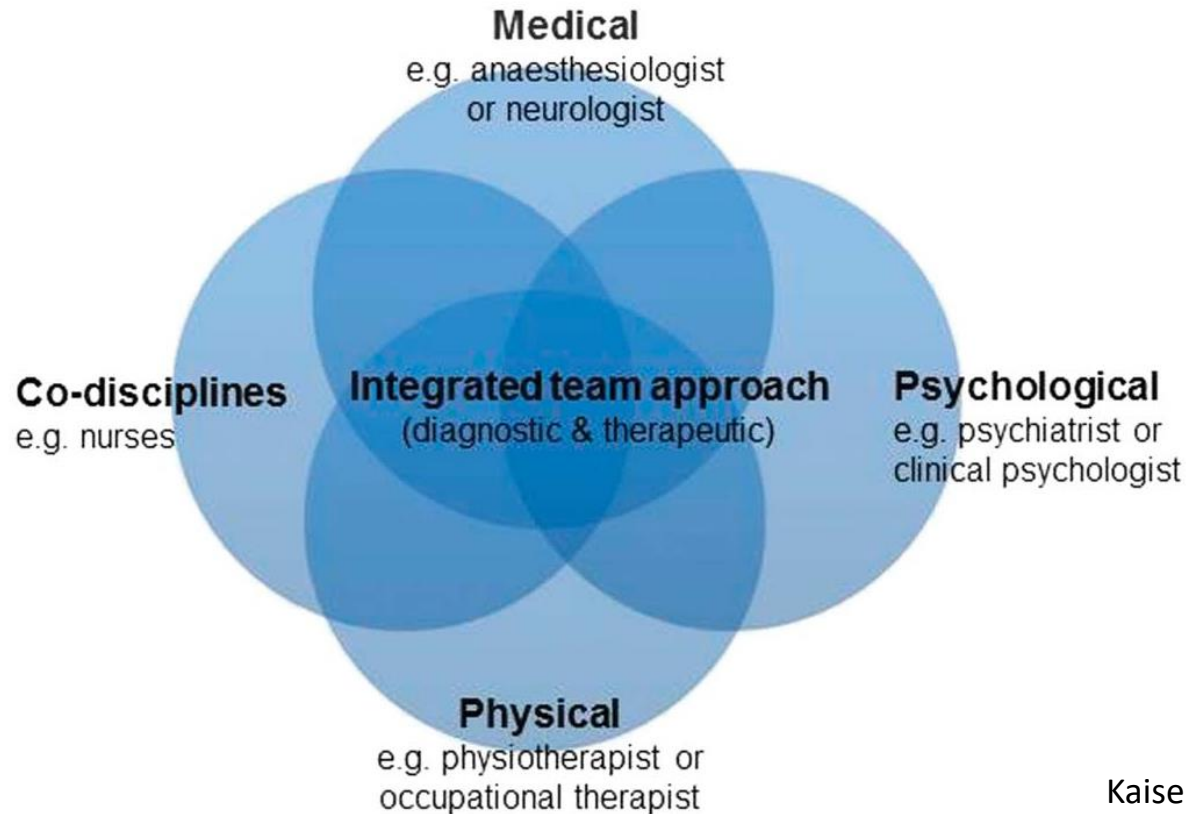 Medical
e.g. anaesthesiologist
or neurologist
Co-disciplines
e.g. nurses
Integrated team approach
(diagnostic & therapeutic)
Psychological
e.g. psychiatrist or
clinical psychologist
Physical
e.g. physiotherapist or
occupational therapist
Kaise